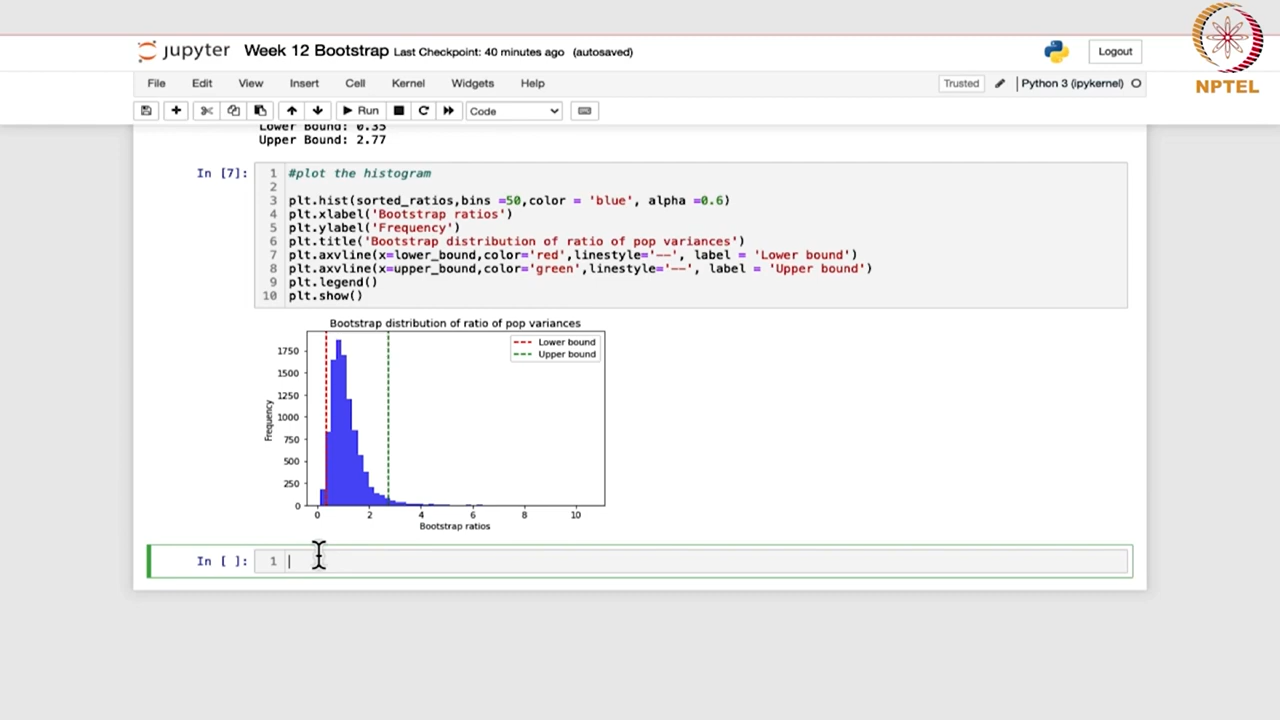 jupyter Week 12 Bootstrap Last Checkpoint: 40 minutes ago (autosaved)
Logout
NPTEL
File Edit View Insert Cell Kernel Widgets Help
Trusted Python 3 (ipykernel)
Run Code
Lower Bound: 0.35
Upper Bound: 2.77
In [7]:
1 #plot the histogram
2
3 plt.hist(sorted_ratios,bins =50,color = 'blue', alpha =0.6)
4 plt.xlabel('Bootstrap ratios')
5 plt.ylabel('Frequency')
6 plt.title('Bootstrap distribution of ratio of pop variances')
7 plt.axvline(x=lower_bound,color='red',linestyle='--', label = 'Lower bound')
8 plt.axvline(x=upper_bound,color='green',linestyle='--', label = 'Upper bound')
9 plt.legend()
10 plt.show()
Bootstrap distribution of ratio of pop variances
Lower bound
Upper bound
1750
1500
1250
1000
750
500
250
0
Frequency
0 2 4 6 8 10
Bootstrap ratios
In [ ]: 1